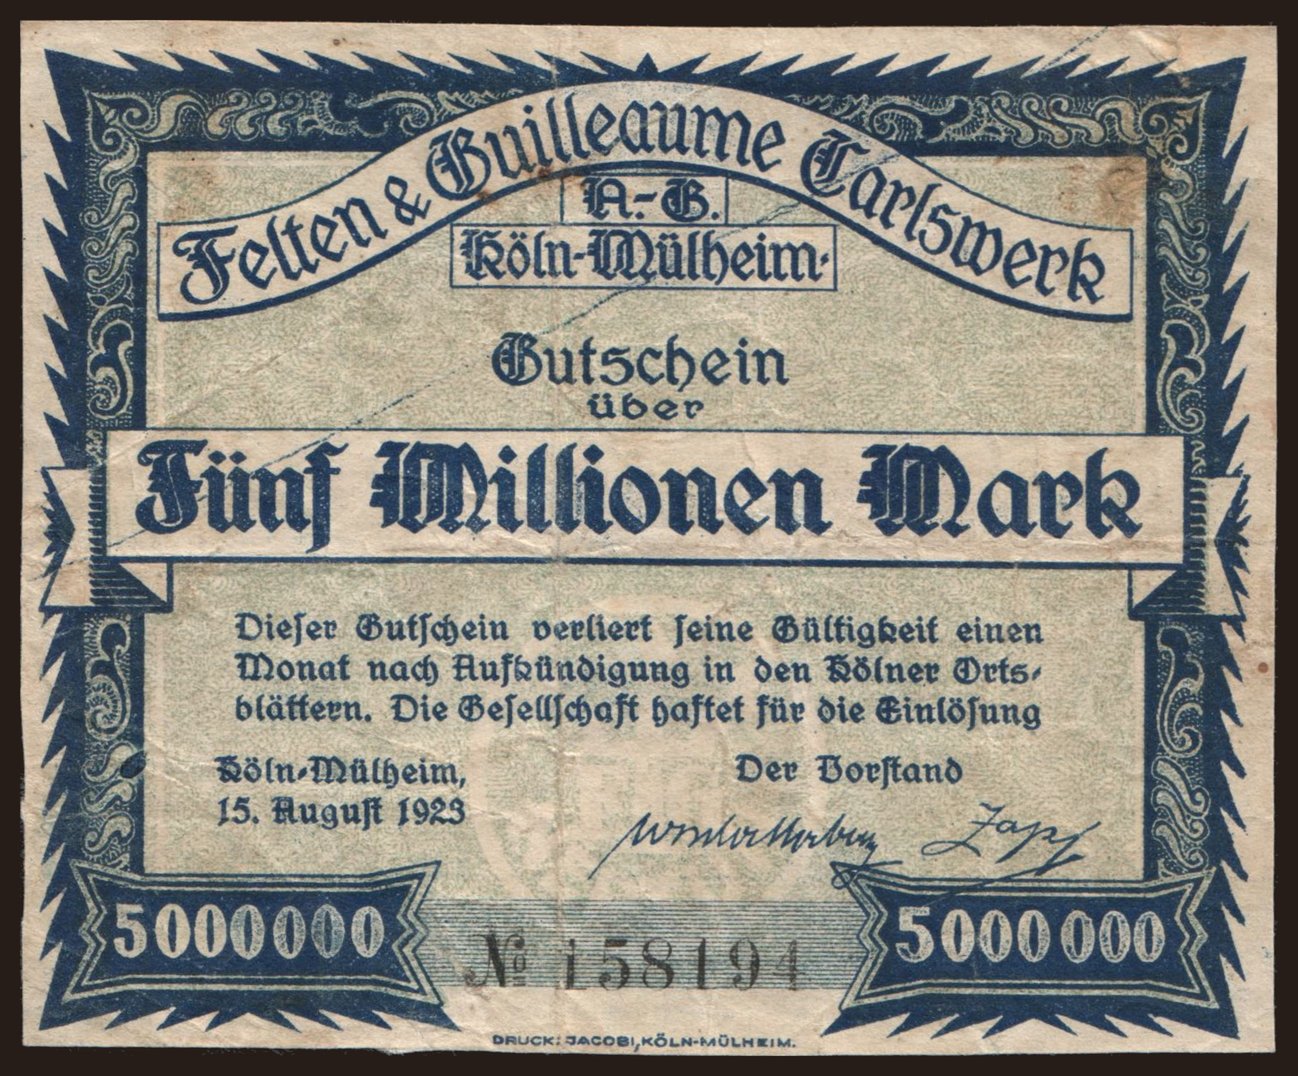 Felten & Guilleaume Carlswerk
A.-G.
Köln-Mülheim.
Gutschein
über
Fünf Millionen Mark
Dieser Gutschein verliert seine Gültigkeit einen
Monat nach Aufkündigung in den Kölner Orts-
blättern. Die Gesellschaft haftet für die Einlösung
Köln-Mülheim,
15. August 1923
Der Vorstand
Zapf
5000000
№ 158194
5000000
DRUCK: JACOBI, KÖLN-MÜLHEIM.